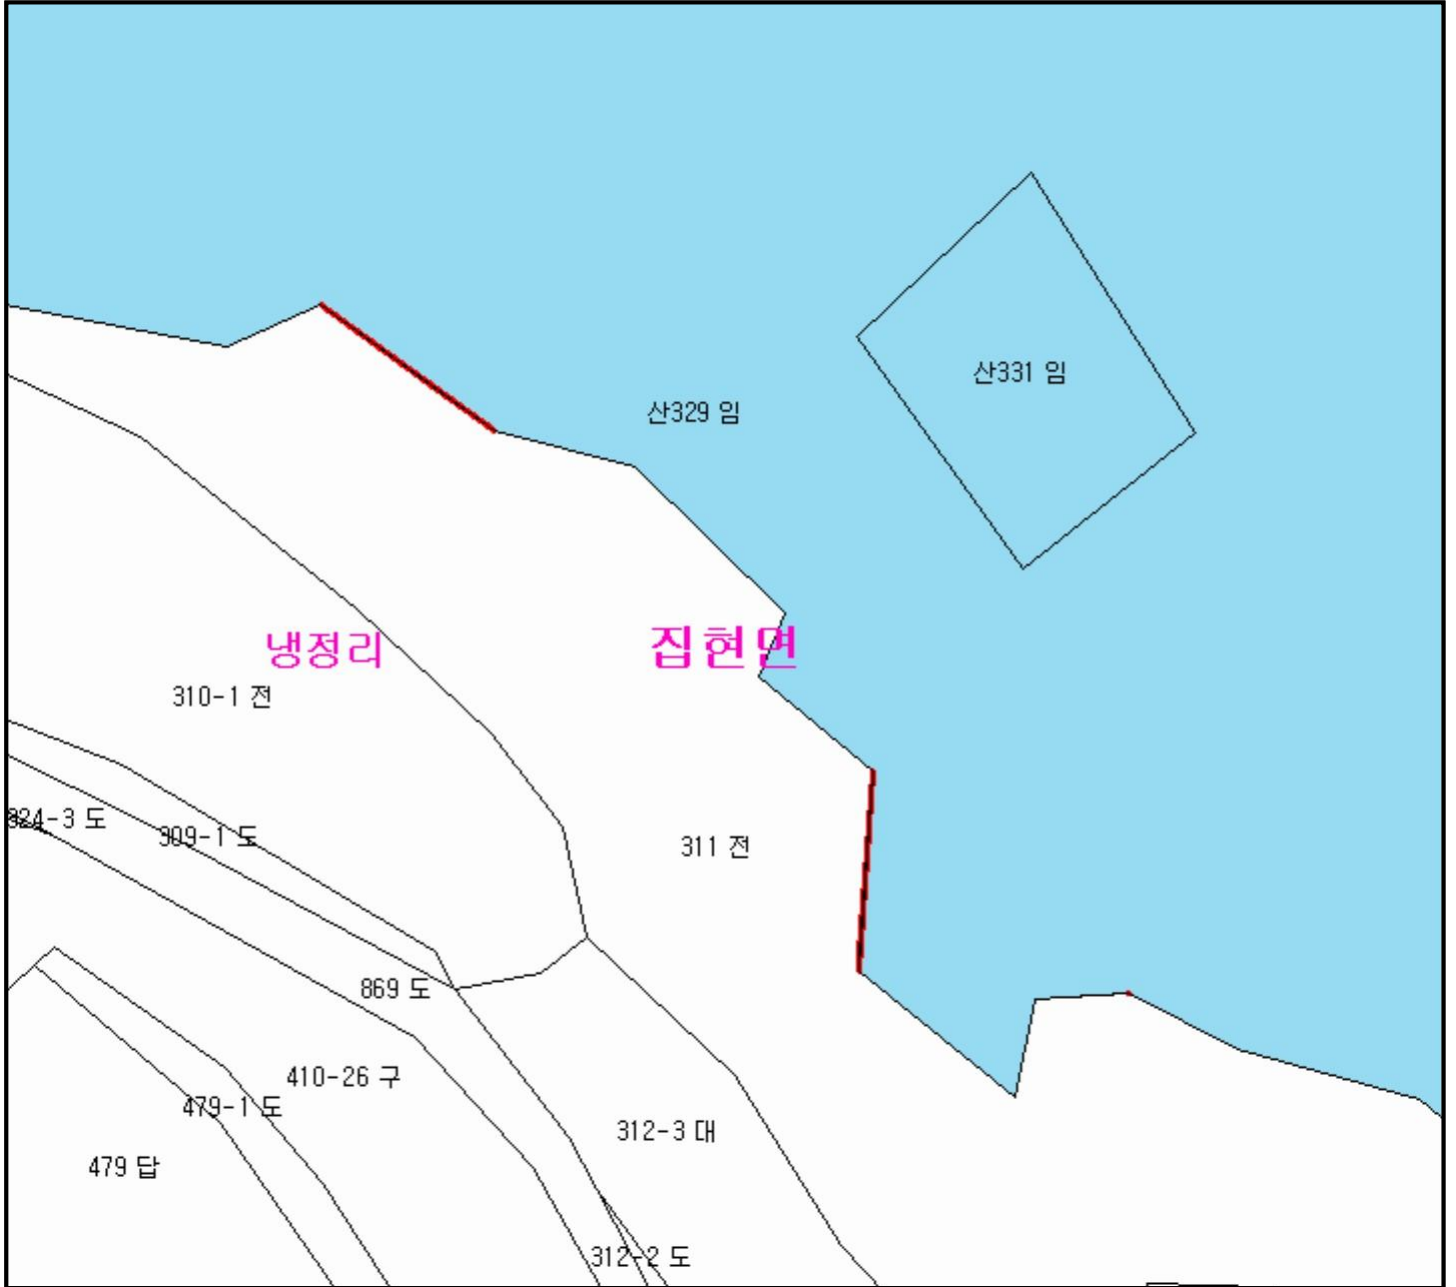 산331 임
산329 임
냉정리
집현면
310-1 전
324-3 도
309-1 도
311 전
869 도
410-26 구
479-1 도
312-3 대
479 답
312-2 도